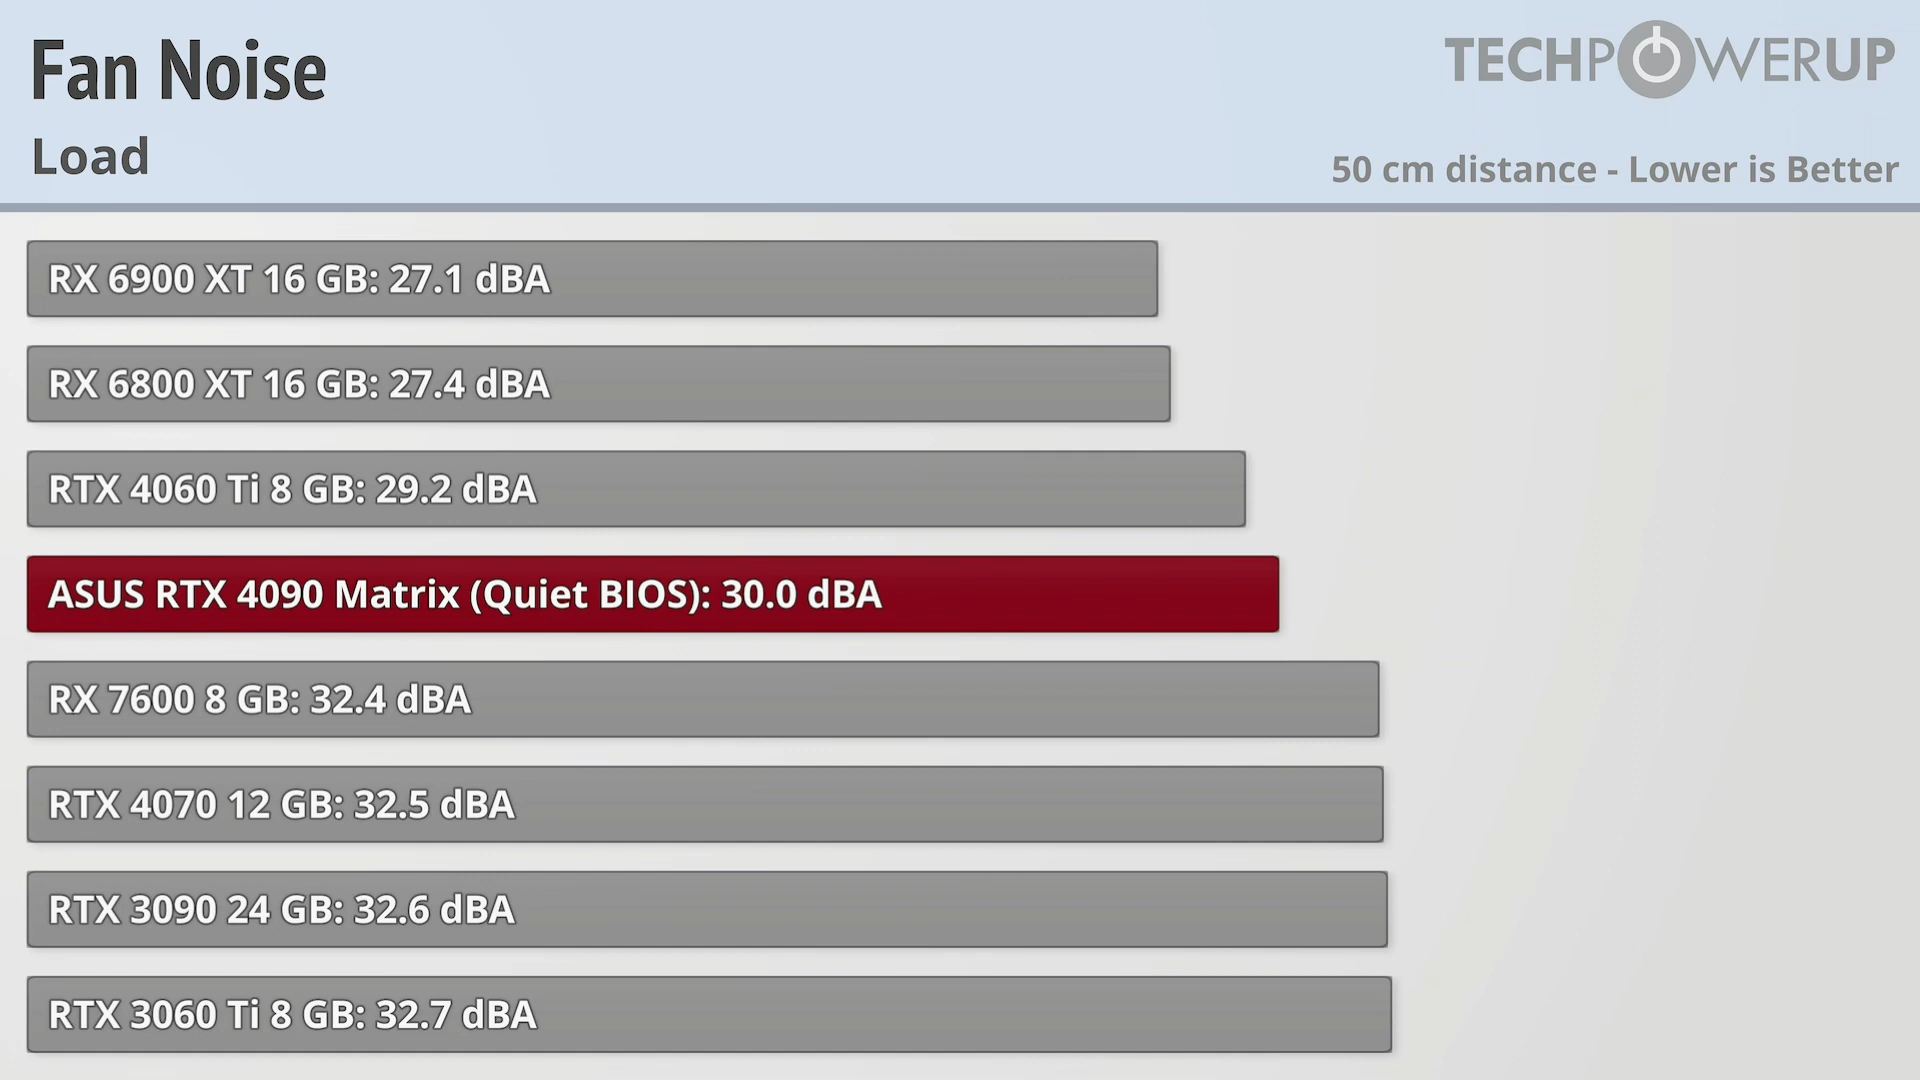 Fan Noise
TECHPOWERUP
Load
50 cm distance - Lower is Better
RX 6900 XT 16 GB: 27.1 dBA
RX 6800 XT 16 GB: 27.4 dBA
RTX 4060 Ti 8 GB: 29.2 dBA
ASUS RTX 4090 Matrix (Quiet BIOS): 30.0 dBA
RX 7600 8 GB: 32.4 dBA
RTX 4070 12 GB: 32.5 dBA
RTX 3090 24 GB: 32.6 dBA
RTX 3060 Ti 8 GB: 32.7 dBA